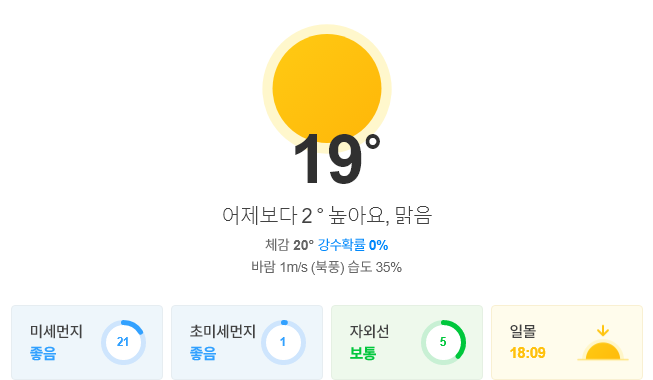 19°
어제보다 2° 높아요, 맑음
체감 20° 강수확률 0%
바람 1m/s (북풍) 습도 35%
미세먼지
좋음
21
초미세먼지
좋음
1
자외선
보통
5
일몰
18:09